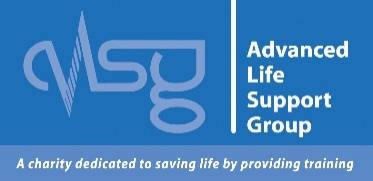 alsg
Advanced
Life
Support
Group
A charity dedicated to saving life by providing training